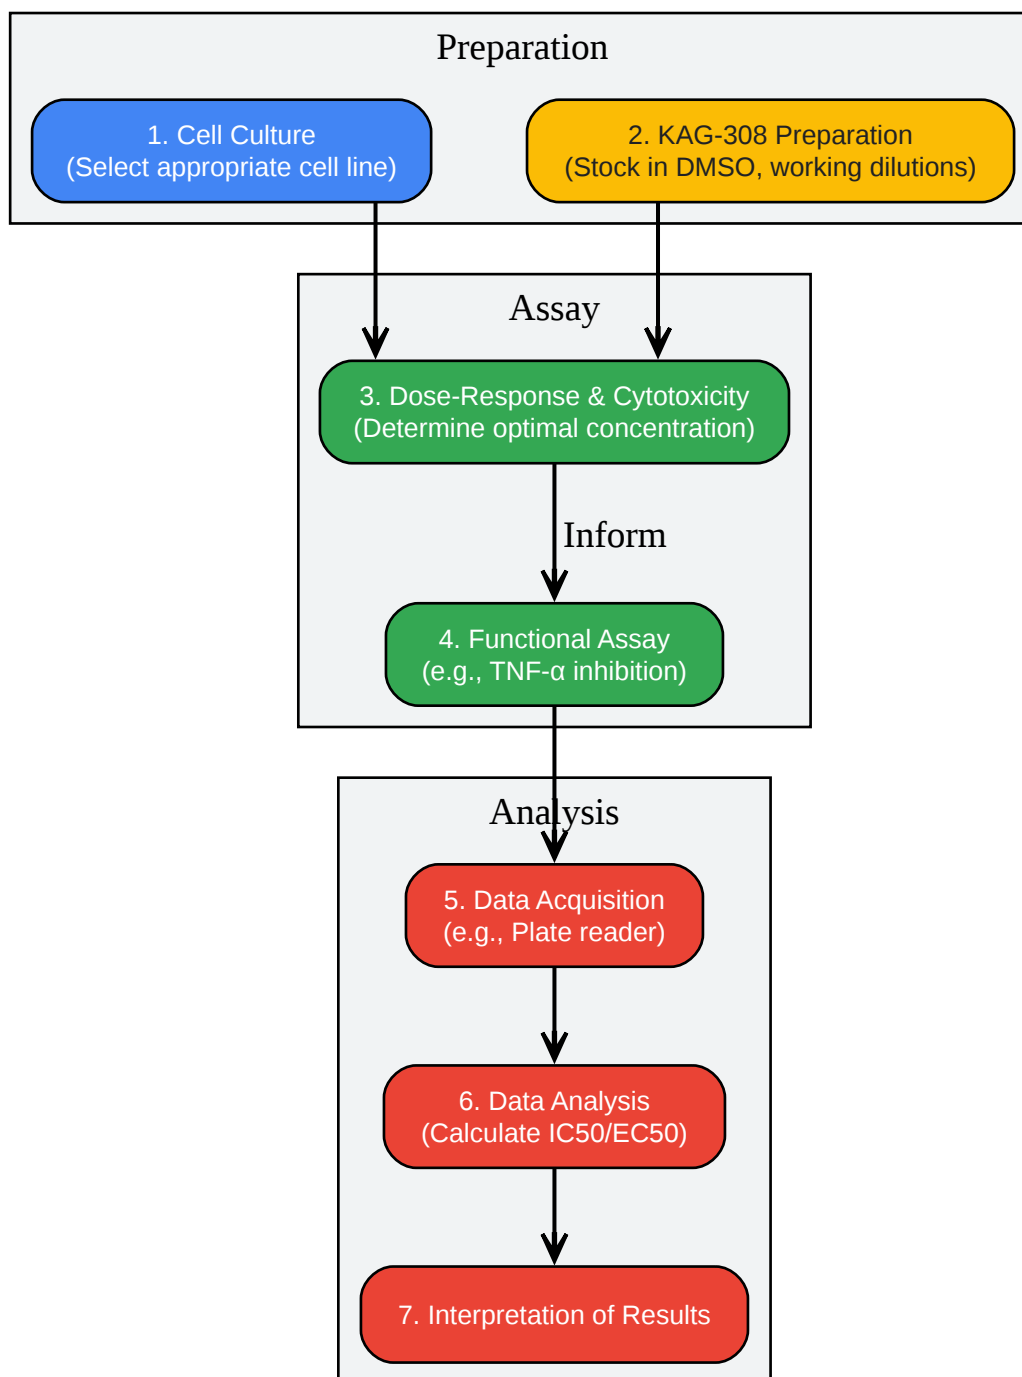 Preparation
1. Cell Culture
(Select appropriate cell line)
2. KAG-308 Preparation
(Stock in DMSO, working dilutions)
Assay
3. Dose-Response & Cytotoxicity
(Determine optimal concentration)
Inform
4. Functional Assay
(e.g., TNF-α inhibition)
Analysis
5. Data Acquisition
(e.g., Plate reader)
6. Data Analysis
(Calculate IC50/EC50)
7. Interpretation of Results